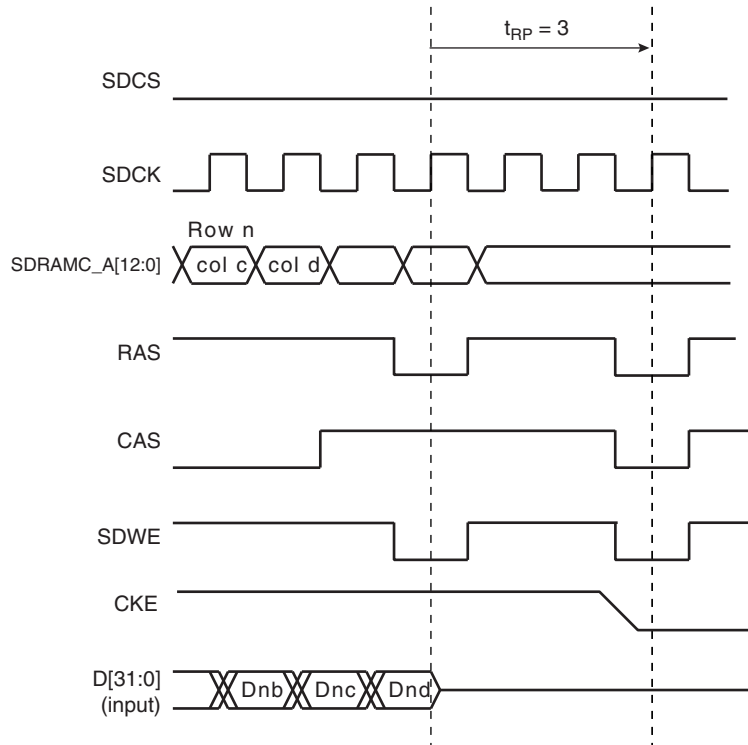 t_RP = 3
SDCS
SDCK
Row n
SDRAMC_A[12:0]
col c
col d
RAS
CAS
SDWE
CKE
D[31:0]
(input)
Dnb
Dnc
Dnd